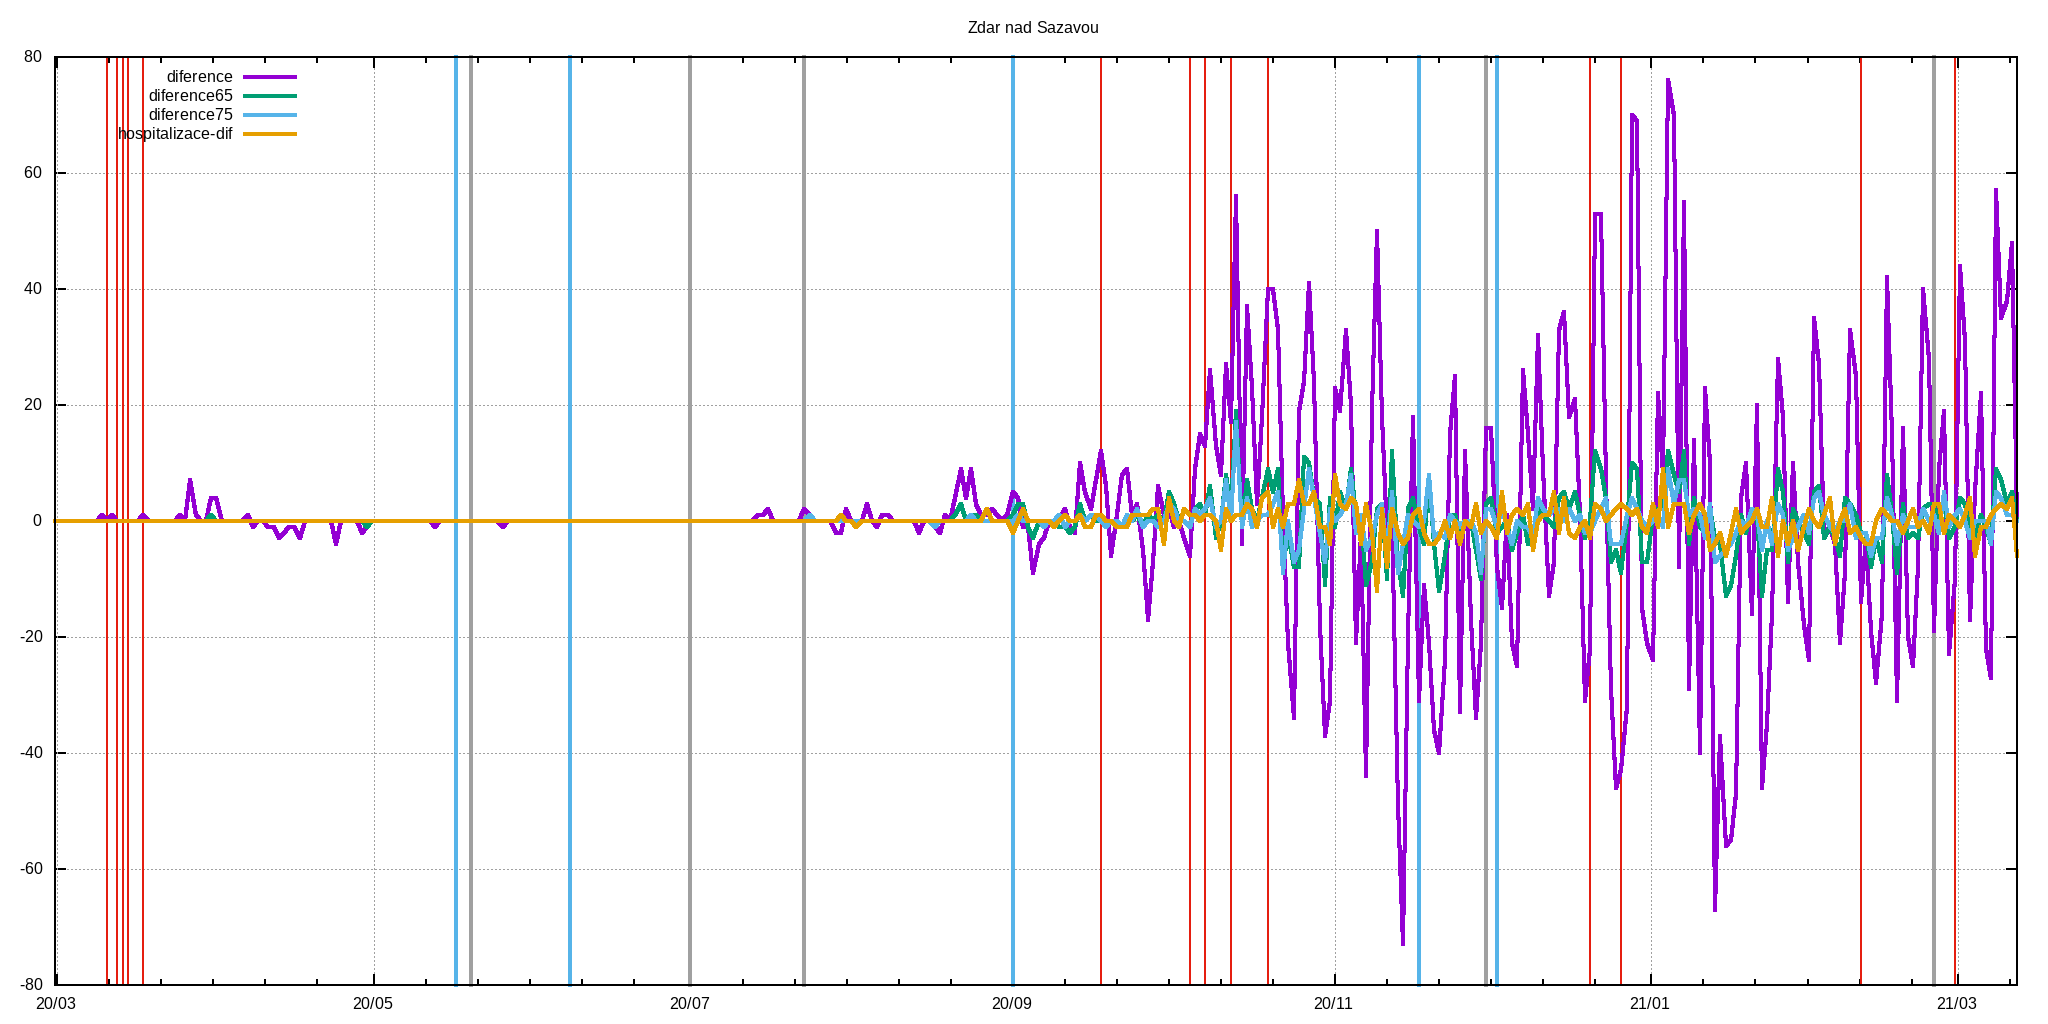 Zdar nad Sazavou
80
60
40
20
0
-20
-40
-60
-80
diference
diference65
diference75
hospitalizace-dif
20/03 20/05 20/07 20/09 20/11 21/01 21/03